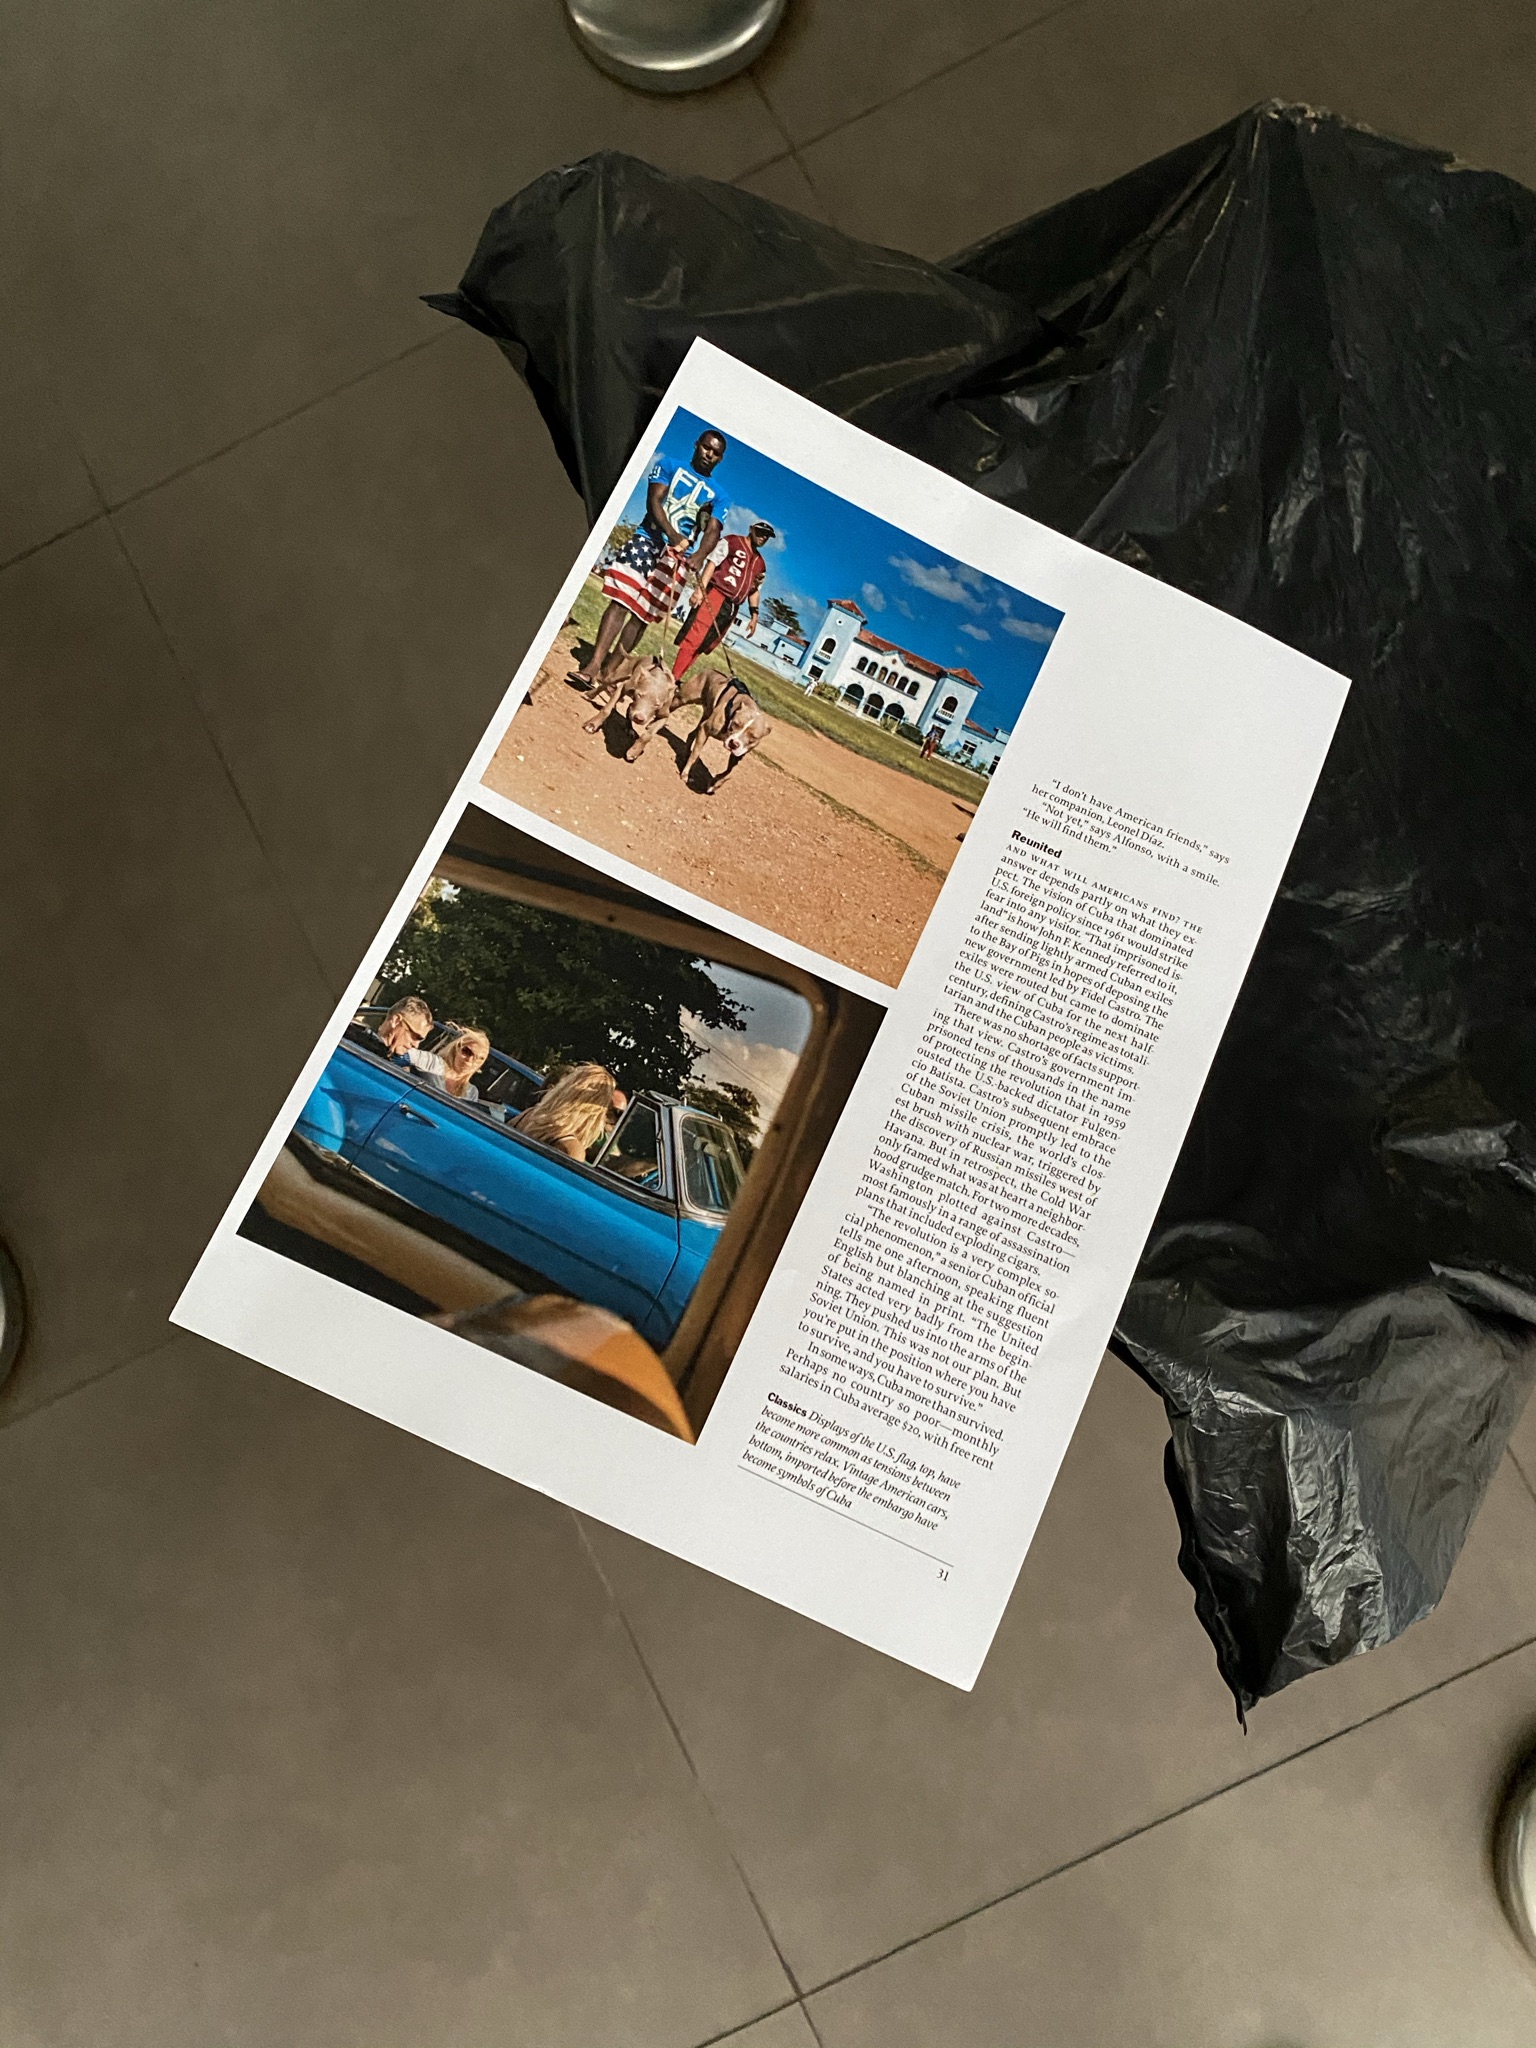 CUBA
"I don't have American friends," says
her companion, Leonel Díaz.
"Not yet," says Alfonso, with a smile.
"He will find them."
Reunited
AND WHAT WILL AMERICANS FIND? THE
answer depends partly on what they ex-
pect. The vision of Cuba that dominated
U.S. foreign policy since 1961 would strike
fear into any visitor. "That imprisoned is-
land" is how John F. Kennedy referred to it,
after sending lightly armed Cuban exiles
to the Bay of Pigs in hopes of deposing the
new government led by Fidel Castro. The
exiles were routed but came to dominate
the U.S. view of Cuba for the next half-
century, defining Castro's regime as totali-
tarian and the Cuban people as victims.
There was no shortage of facts support-
ing that view. Castro's government im-
prisoned tens of thousands in the name
of protecting the revolution that in 1959
ousted the U.S.-backed dictator Fulgen-
cio Batista. Castro's subsequent embrace
of the Soviet Union promptly led to the
Cuban missile crisis, the world's clos-
est brush with nuclear war, triggered by
the discovery of Russian missiles west of
Havana. But in retrospect, the Cold War
only framed what was at heart a neighbor-
hood grudge match. For two more decades,
Washington plotted against Castro—
most famously in a range of assassination
plans that included exploding cigars.
"The revolution is a very complex so-
cial phenomenon," a senior Cuban official
tells me one afternoon, speaking fluent
English but blanching at the suggestion
of being named in print. "The United
States acted very badly from the begin-
ning. They pushed us into the arms of the
Soviet Union. This was not our plan. But
you're put in the position where you have
to survive, and you have to survive."
In some ways, Cuba more than survived.
Perhaps no country so poor—monthly
salaries in Cuba average $20, with free rent
Classics Displays of the U.S. flag, top, have
become more common as tensions between
the countries relax. Vintage American cars,
bottom, imported before the embargo have
become symbols of Cuba
31